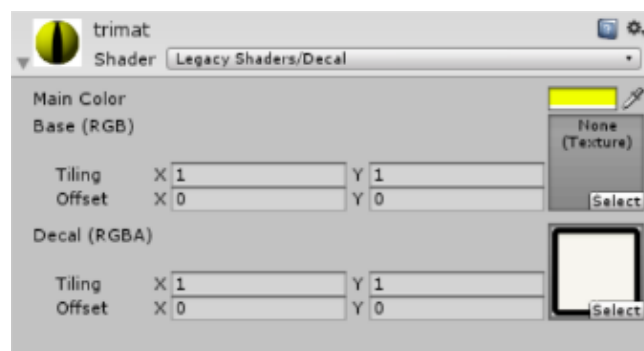 trimat
Shader Legacy Shaders/Decal
Main Color
Base (RGB)
None
(Texture)
Tiling X 1 Y 1
Offset X 0 Y 0
Select
Decal (RGBA)
Tiling X 1 Y 1
Offset X 0 Y 0
Select